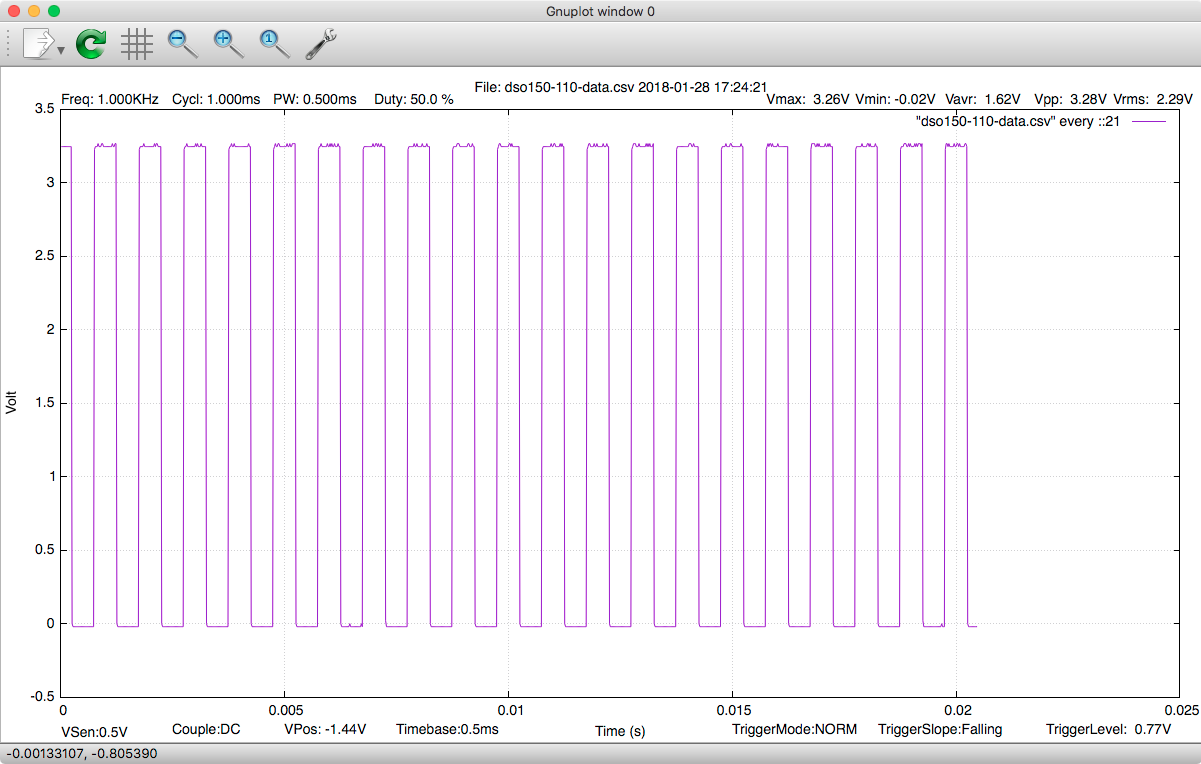 Gnuplot window 0
1
File: dso150-110-data.csv 2018-01-28 17:24:21
Freq: 1.000KHz Cycl: 1.000ms PW: 0.500ms Duty: 50.0 % Vmax: 3.26V Vmin: -0.02V Vavr: 1.62V Vpp: 3.28V Vrms: 2.29V
"dso150-110-data.csv" every ::21
3.5
3
2.5
2
1.5
1
0.5
0
-0.5
Volt
0 0.005 0.01 0.015 0.02 0.025
VSen:0.5V Couple:DC VPos: -1.44V Timebase:0.5ms Time (s) TriggerMode:NORM TriggerSlope:Falling TriggerLevel: 0.77V
-0.00133107, -0.805390